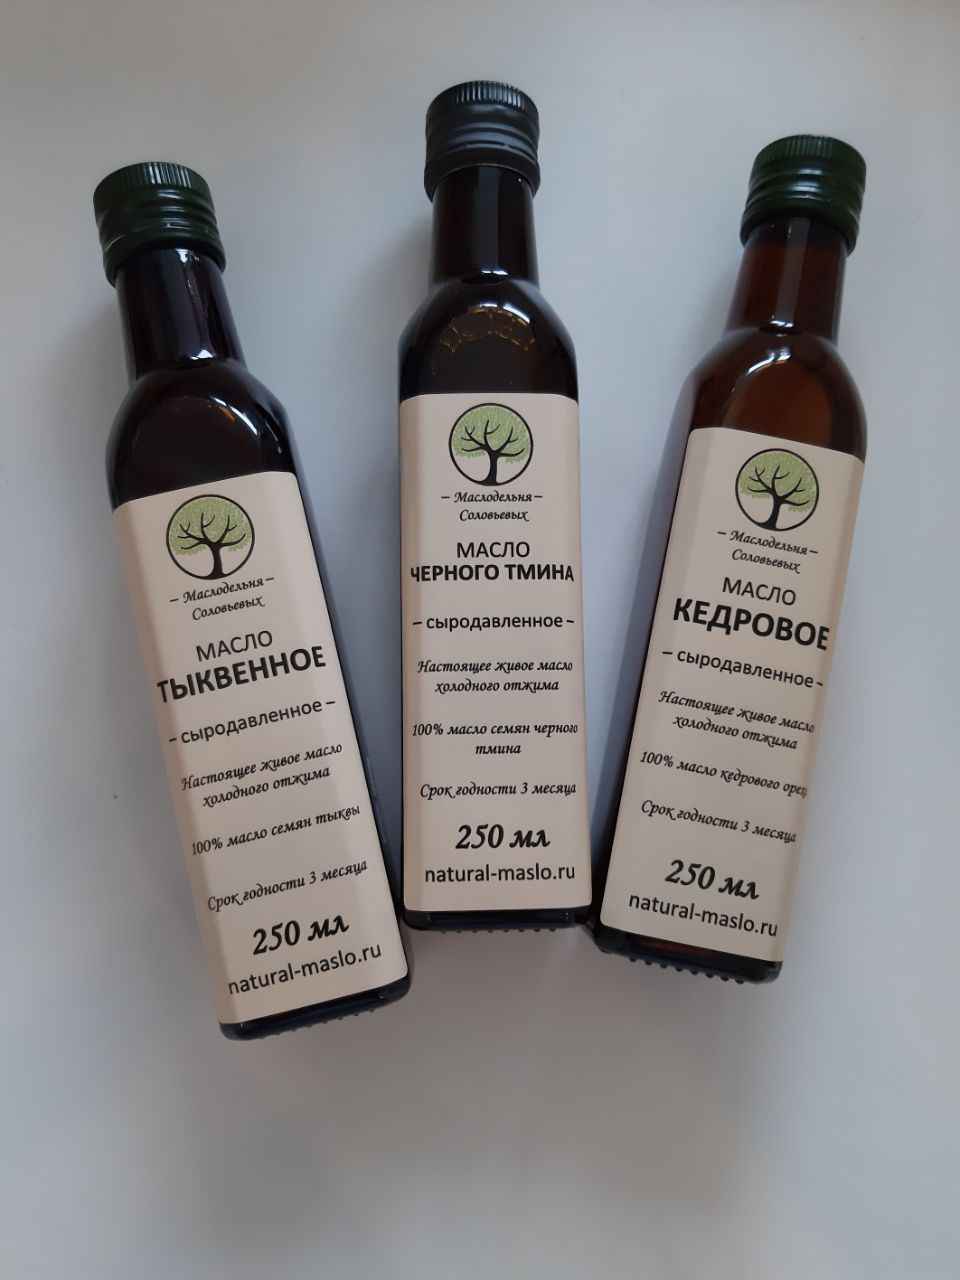 – Маслодельня –
Соловьевых
МАСЛО
ТЫКВЕННОЕ
– сыродавленное –
Настоящее живое масло
холодного отжима
100% масло семян тыквы
Срок годности 3 месяца
250 мл
natural-maslo.ru
– Маслодельня –
Соловьевых
МАСЛО
ЧЕРНОГО ТМИНА
– сыродавленное –
Настоящее живое масло
холодного отжима
100% масло семян черного
тмина
Срок годности 3 месяца
250 мл
natural-maslo.ru
– Маслодельня –
Соловьевых
МАСЛО
КЕДРОВОЕ
– сыродавленное –
Настоящее живое масло
холодного отжима
100% масло кедрового ореха
Срок годности 3 месяца
250 мл
natural-maslo.ru